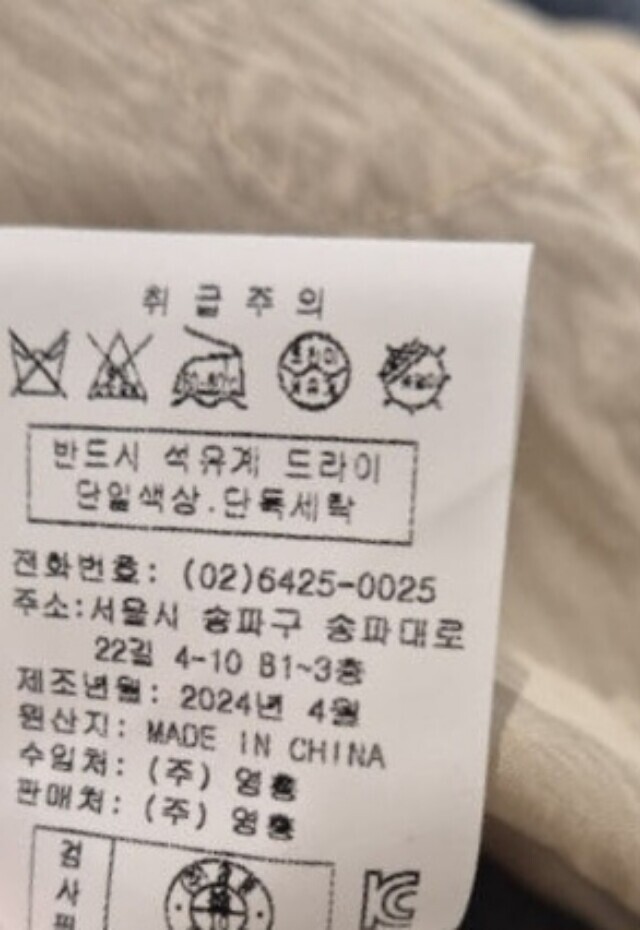 취급주의
반드시 석유계 드라이
단일색상.단독세탁
전화번호: (02)6425-0025
주소:서울시 송파구 송파대로
22길 4-10 B1~3층
제조년월: 2024년 4월
원산지: MADE IN CHINA
수입처: (주) 영흥
판매처: (주) 영흥
검사필